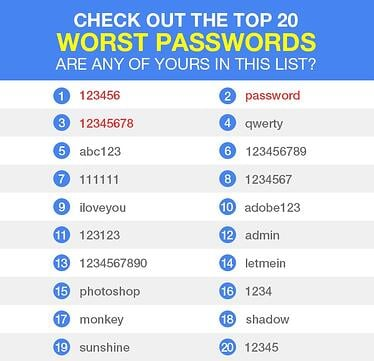 CHECK OUT THE TOP 20
WORST PASSWORDS
ARE ANY OF YOURS IN THIS LIST?
1 123456 2 password
3 12345678 4 qwerty
5 abc123 6 123456789
7 111111 8 1234567
9 iloveyou 10 adobe123
11 123123 12 admin
13 1234567890 14 letmein
15 photoshop 16 1234
17 monkey 18 shadow
19 sunshine 20 12345